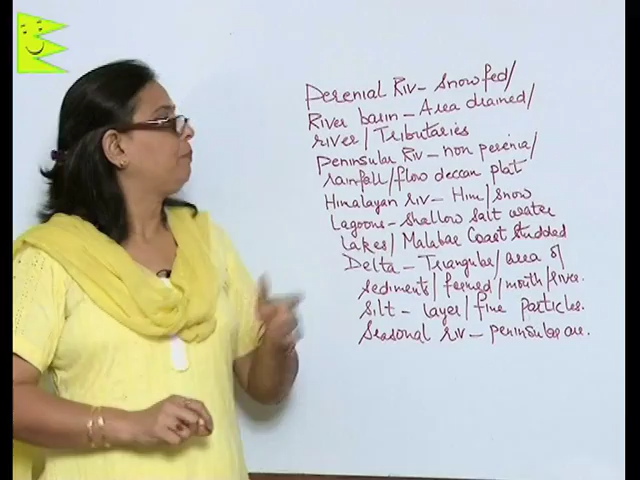 Perenial Riv- Snowfed/
River basin- Area drained/
river/Tributaries
Peninsular Riv- non perenia/
rainfall/flow deccan plat
Himalayan riv- Him/snow
Lagoons- shallow salt water
Lakes/ Malabar Coast studded
Delta- Triangular/area of
sediments/formed/mouth/river.
Silt- layer/fine particles.
Seasonal riv- peninsular are.